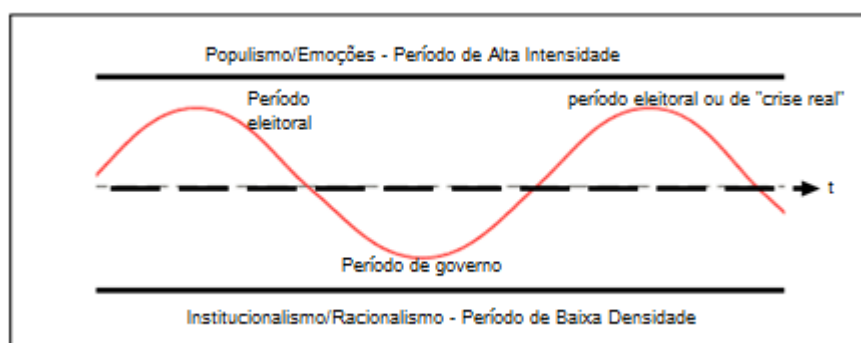 Populismo/Emoções - Período de Alta Intensidade
Período
eleitoral
período eleitoral ou de "crise real"
t
Período de governo
Institucionalismo/Racionalismo - Período de Baixa Densidade